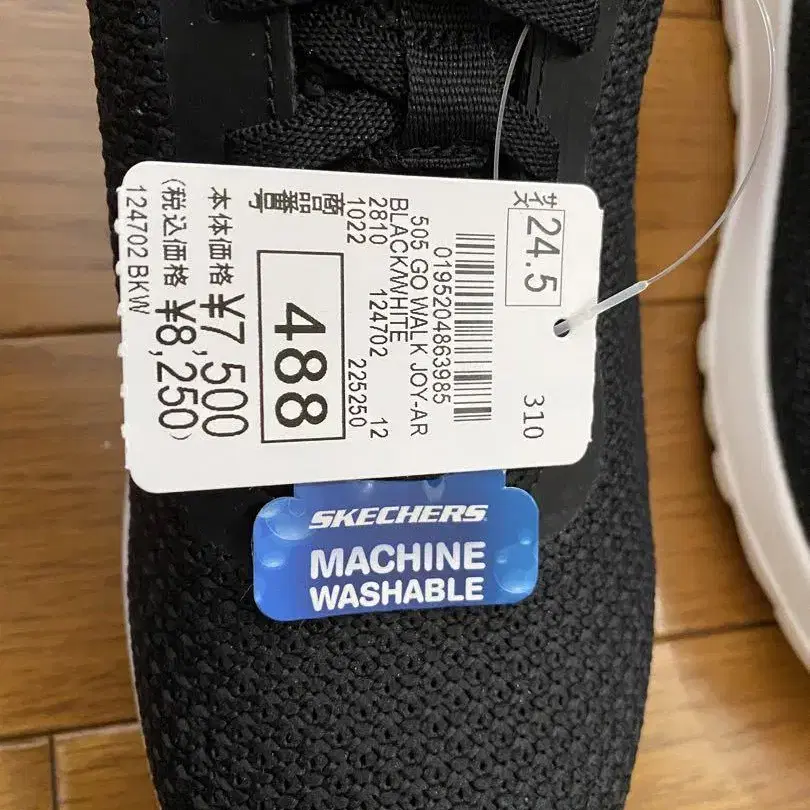 サイズ 24.5 310
0195204863985
505 GO WALK JOY-AR
BLACK/WHITE
2810 124702 12
1022 225250
商品番号 488
本体価格 ¥7,500
(税込価格 ¥8,250)
124702 BKW
SKECHERS
MACHINE
WASHABLE